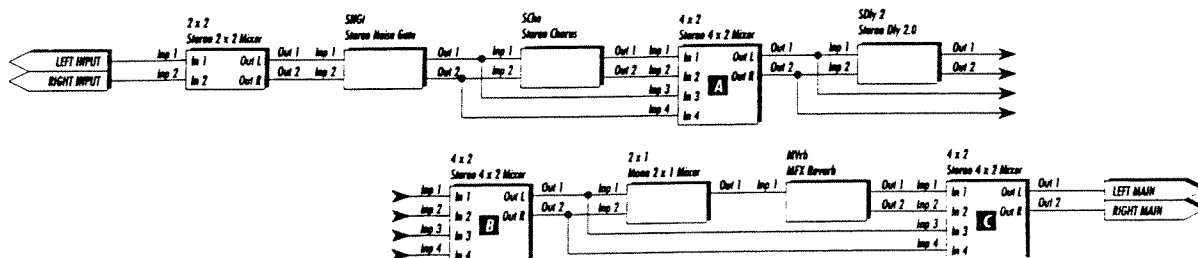 2 x 2
Stereo 2 x 2 Mixer
LEFT INPUT
RIGHT INPUT
Inp 1
Inp 2
In 1
In 2
Out L
Out R
Out 1
Out 2
SNGt
Stereo Noise Gate
Inp 1
Inp 2
Out 1
Out 2
SCho
Stereo Chorus
Inp 1
Inp 2
Out 1
Out 2
4 x 2
Stereo 4 x 2 Mixer
Inp 1
Inp 2
Inp 3
Inp 4
In 1
In 2
In 3
In 4
A
Out L
Out R
Out 1
Out 2
SDly 2
Stereo Dly 2.0
Inp 1
Inp 2
Out 1
Out 2
4 x 2
Stereo 4 x 2 Mixer
Inp 1
Inp 2
Inp 3
Inp 4
In 1
In 2
In 3
In 4
B
Out L
Out R
Out 1
Out 2
2 x 1
Mono 2 x 1 Mixer
Inp 1
Inp 2
Out 1
MVrb
MFX Reverb
Inp 1
Out 1
Out 2
4 x 2
Stereo 4 x 2 Mixer
Inp 1
Inp 2
Inp 3
Inp 4
In 1
In 2
In 3
In 4
C
Out L
Out R
Out 1
Out 2
LEFT MAIN
RIGHT MAIN